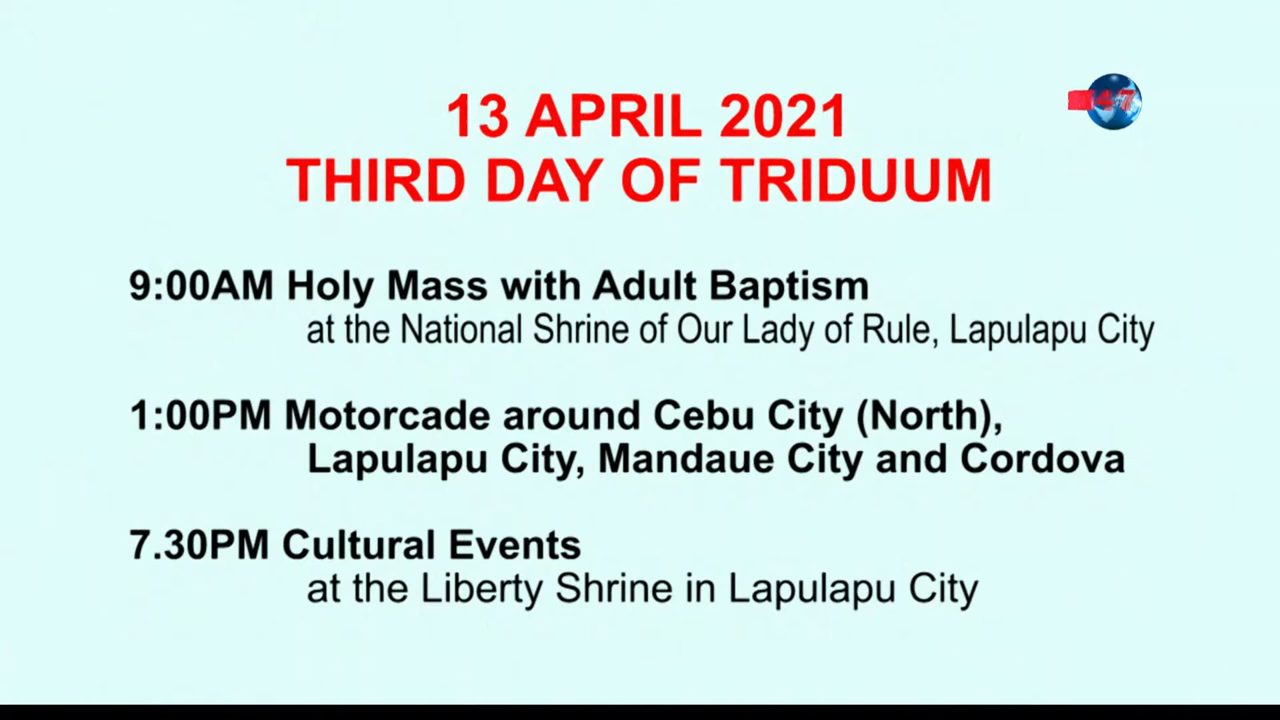 13 APRIL 2021
THIRD DAY OF TRIDUUM
9:00AM Holy Mass with Adult Baptism
at the National Shrine of Our Lady of Rule, Lapulapu City
1:00PM Motorcade around Cebu City (North),
Lapulapu City, Mandaue City and Cordova
7.30PM Cultural Events
at the Liberty Shrine in Lapulapu City